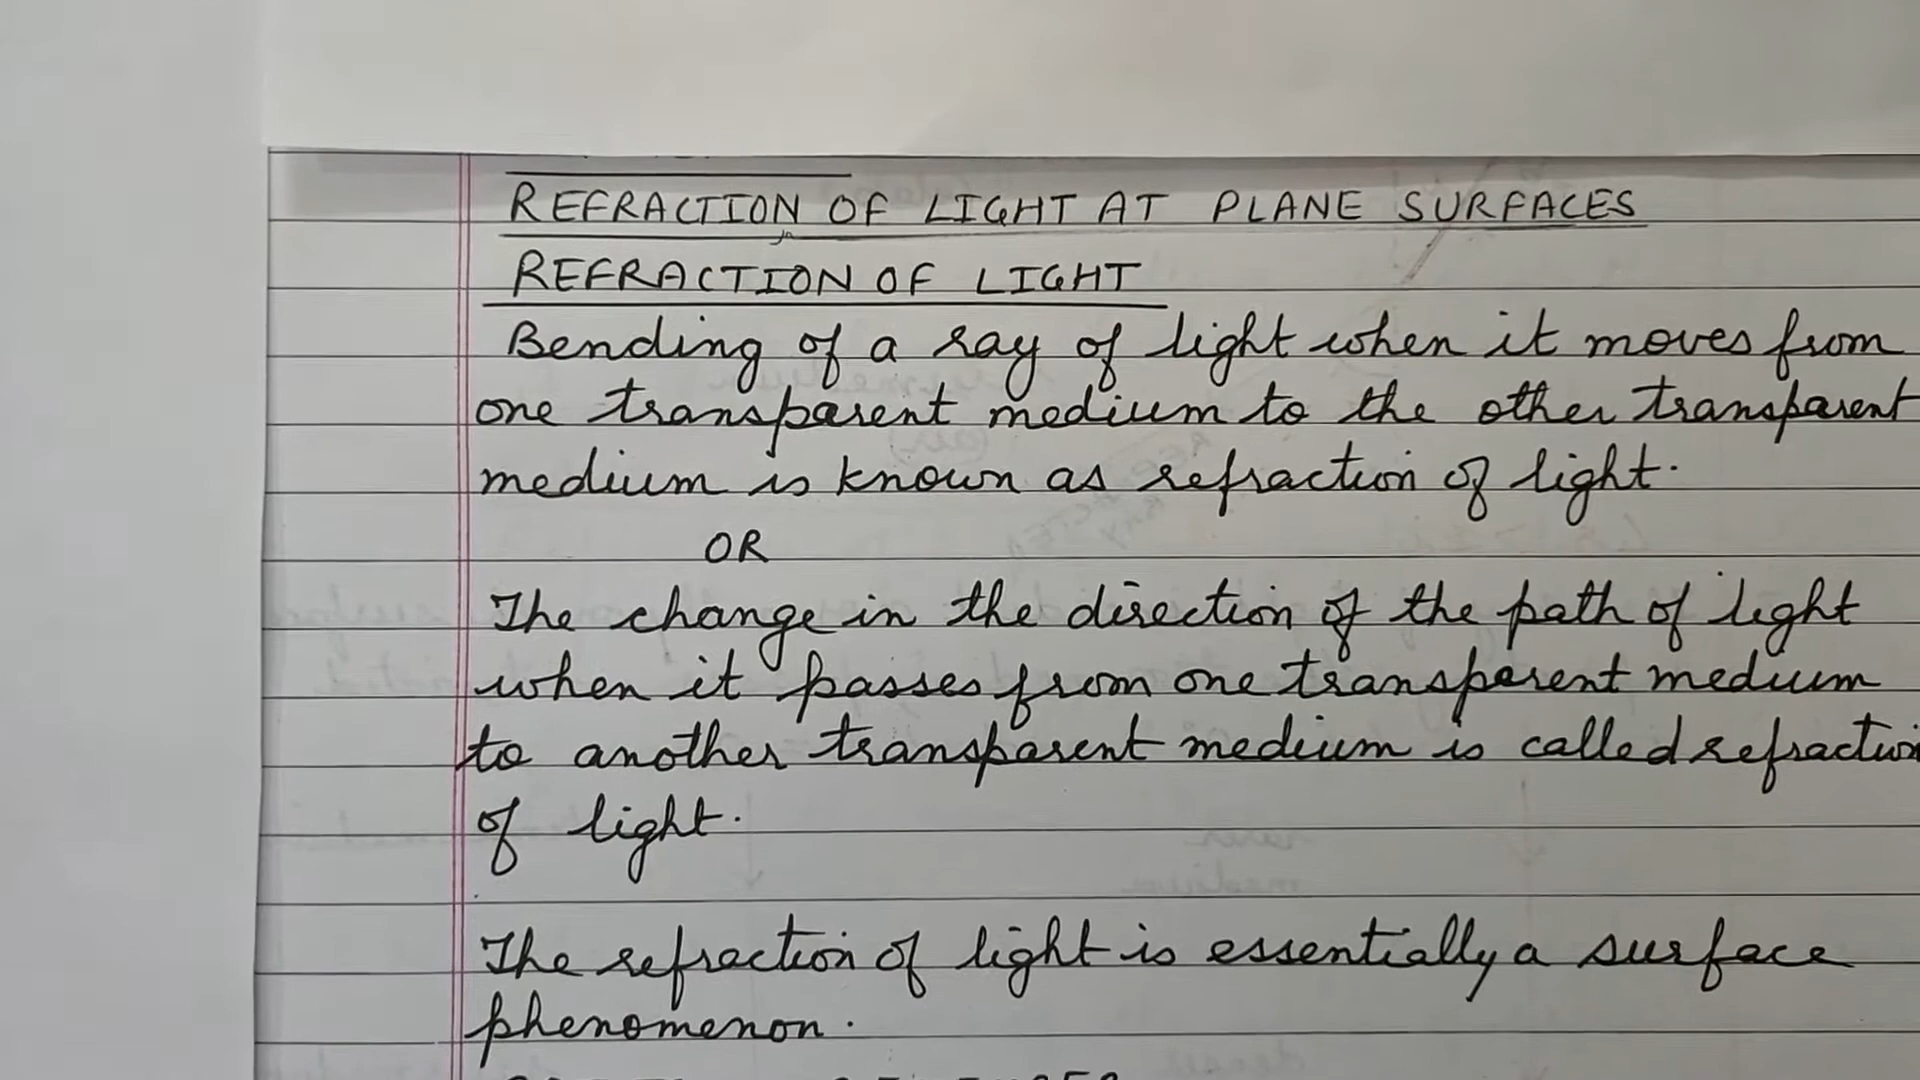 REFRACTION OF LIGHT AT PLANE SURFACES
REFRACTION OF LIGHT
Bending of a ray of light when it moves from
one transparent medium to the other transparent
medium is known as refraction of light.
OR
The change in the direction of the path of light
when it passes from one transparent medium
to another transparent medium is called refraction
of light.
The refraction of light is essentially a surface
phenomenon.